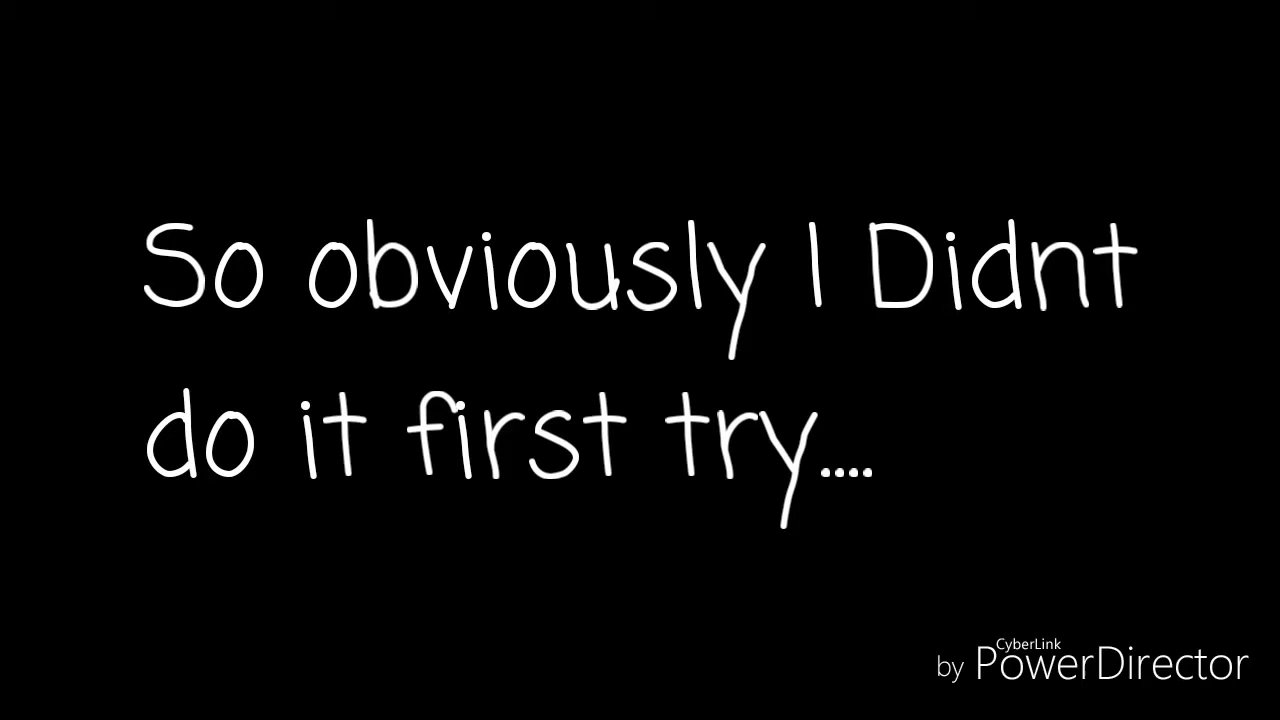 So obviously I Didnt
do it first try....
CyberLink
by PowerDirector